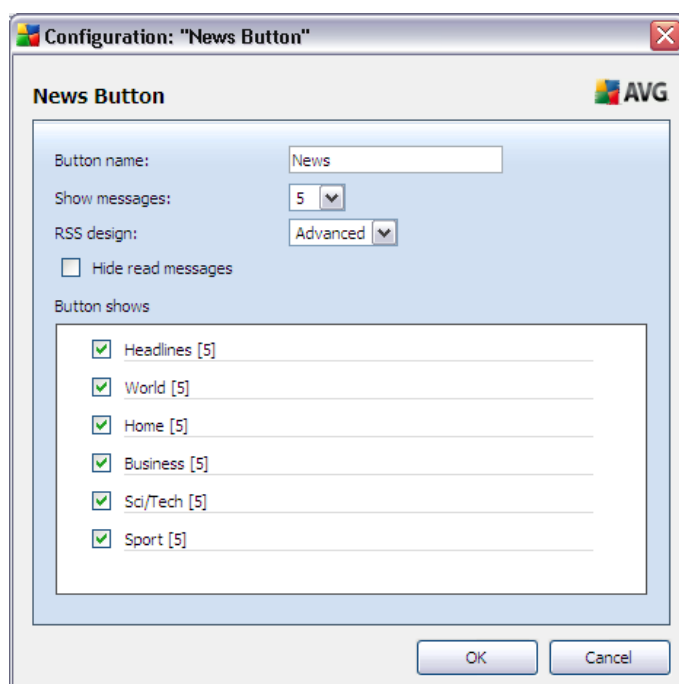 Configuration: "News Button"
News Button
AVG
Button name: News
Show messages: 5
RSS design: Advanced
Hide read messages
Button shows
Headlines [5]
World [5]
Home [5]
Business [5]
Sci/Tech [5]
Sport [5]
OK Cancel